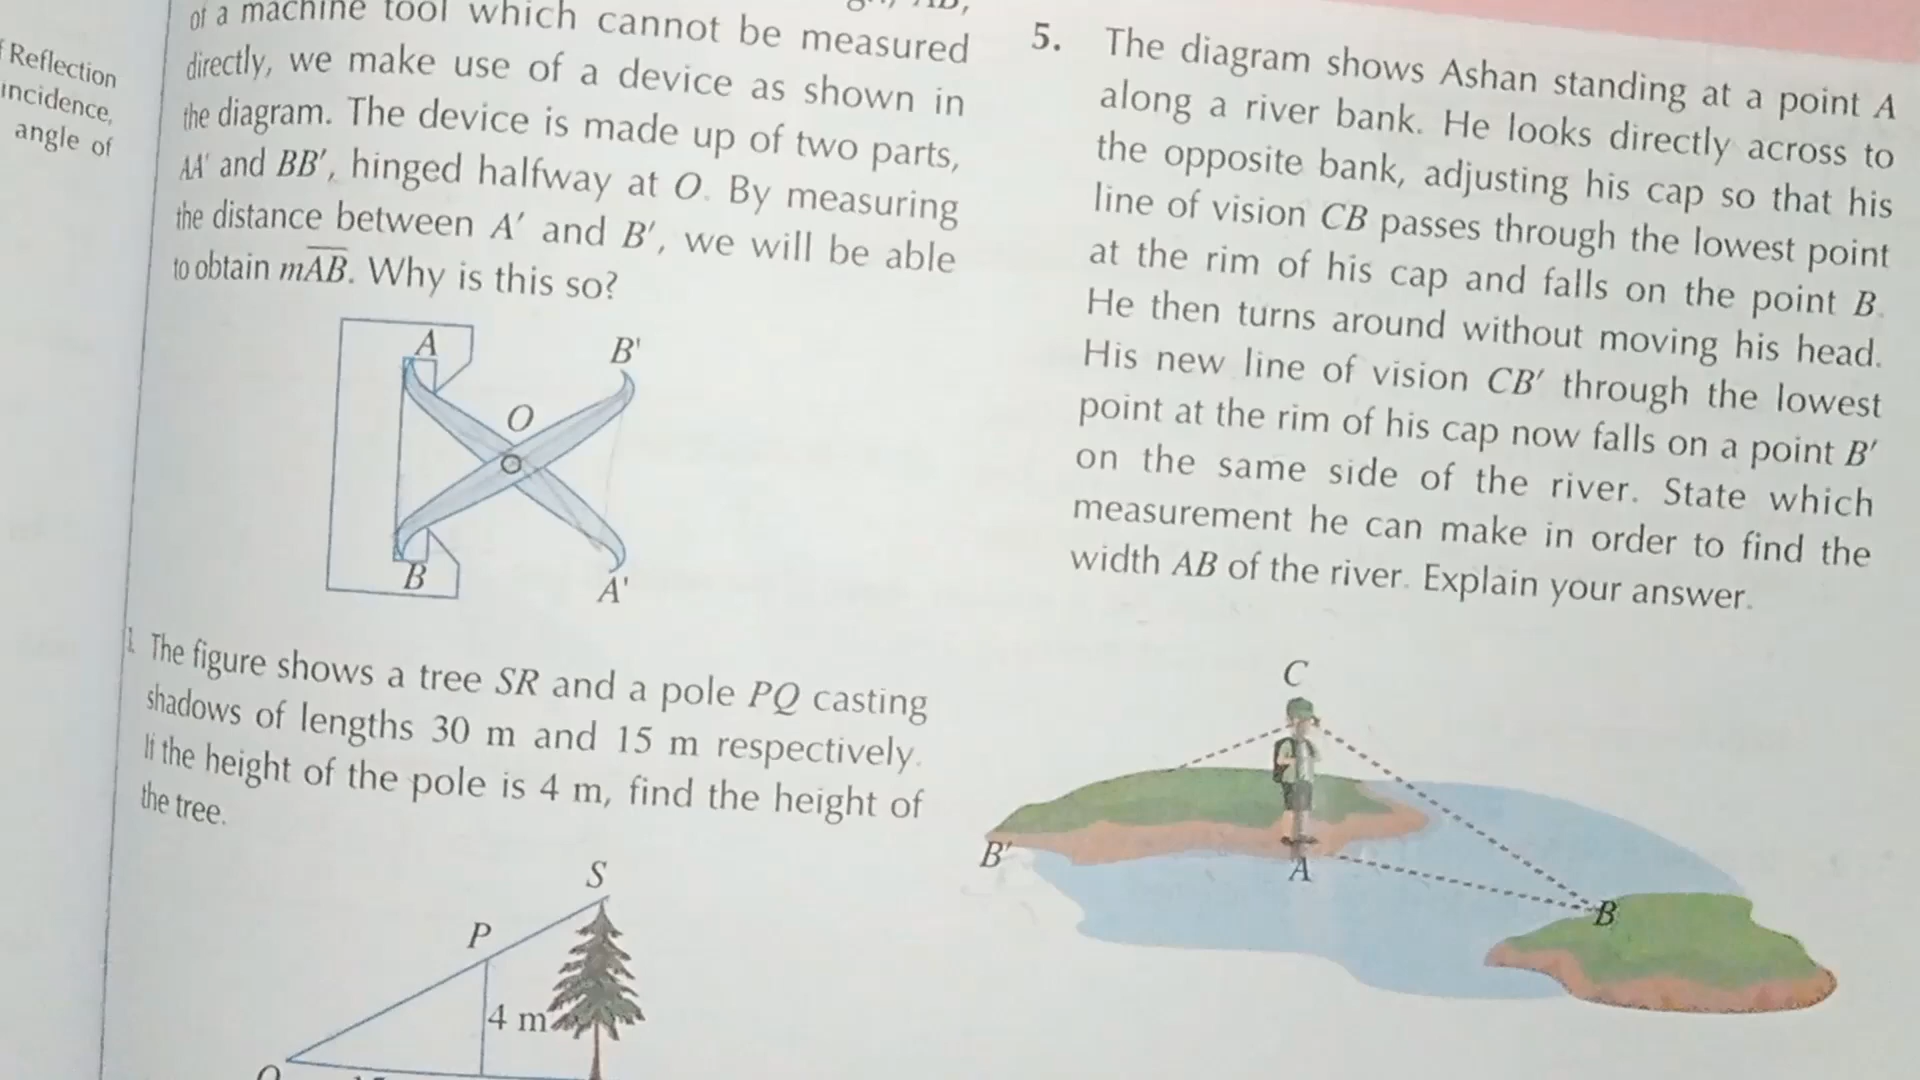 Reflection
incidence,
angle of
of a machine tool which cannot be measured
directly, we make use of a device as shown in
the diagram. The device is made up of two parts,
AA' and BB', hinged halfway at O. By measuring
the distance between A' and B', we will be able
to obtain mAB. Why is this so?
A
B'
O
B
A'
The figure shows a tree SR and a pole PQ casting
shadows of lengths 30 m and 15 m respectively.
If the height of the pole is 4 m, find the height of
the tree.
S
P
4 m
5. The diagram shows Ashan standing at a point A
along a river bank. He looks directly across to
the opposite bank, adjusting his cap so that his
line of vision CB passes through the lowest point
at the rim of his cap and falls on the point B.
He then turns around without moving his head.
His new line of vision CB' through the lowest
point at the rim of his cap now falls on a point B'
on the same side of the river. State which
measurement he can make in order to find the
width AB of the river. Explain your answer.
C
B'
A
B